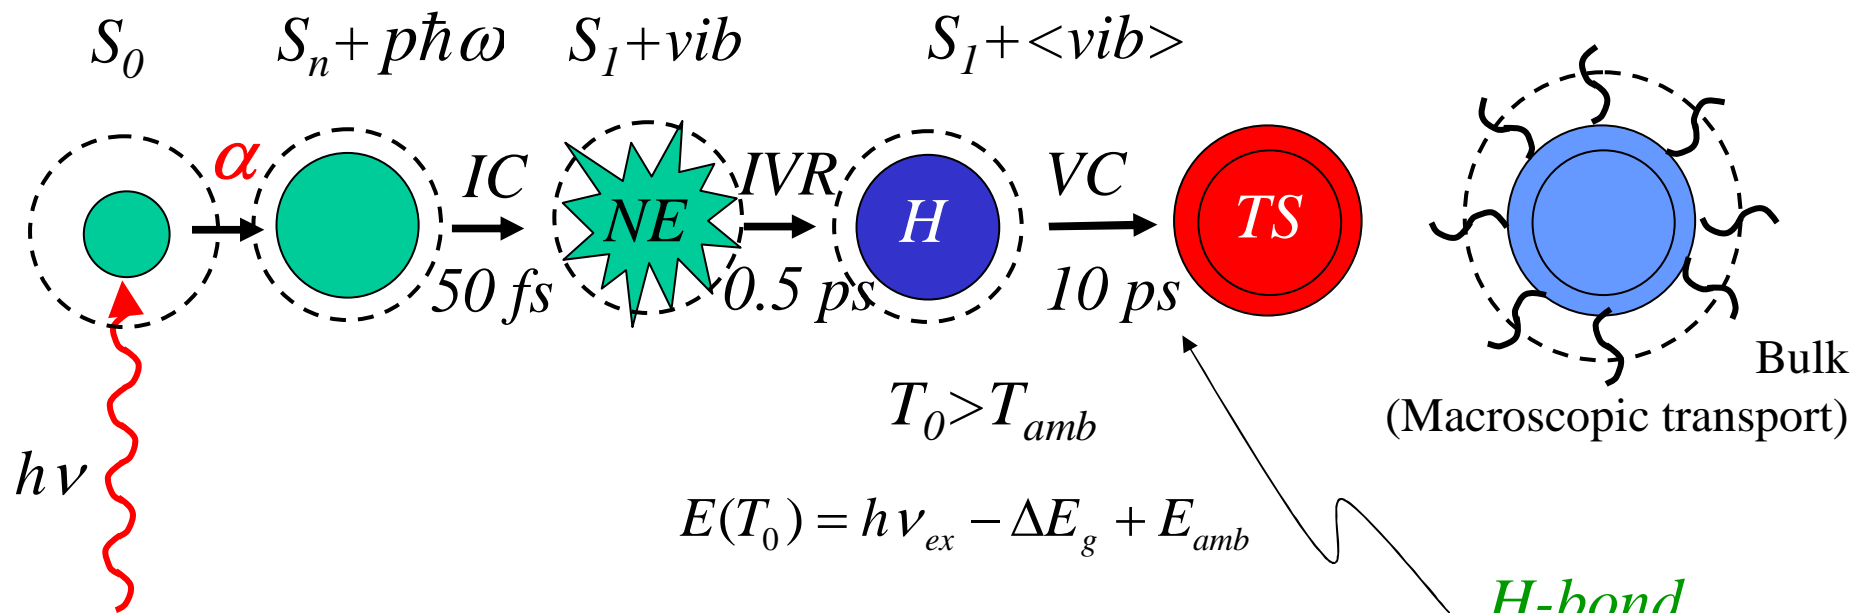 S₀ Sₙ + pħω S₁+vib S₁+<vib>
α IC IVR VC
NE H TS
50 fs 0.5 ps 10 ps
T₀>Tₐₘb
Bulk
(Macroscopic transport)
hν
E(T₀) = hνₑₓ − ΔE_g + Eₐₘb
H-bond